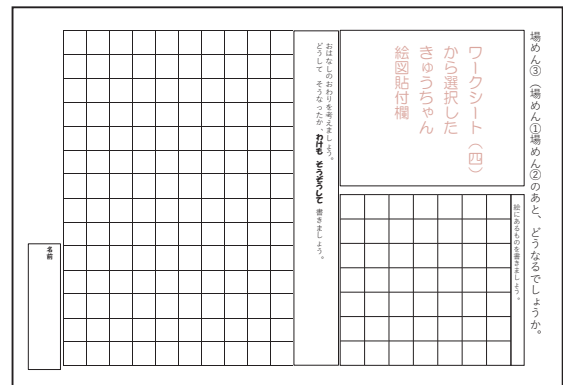 場めん③(場めん①場めん②のあと、どうなるでしょうか。
ワークシート(四)
から選択した
きゅうちゃん
絵図貼付欄
絵にあるものを書きましょう。
おはなしのおわりを考えましょう。
どうして そうなったか、わけも そうぞうして 書きましょう。
名前